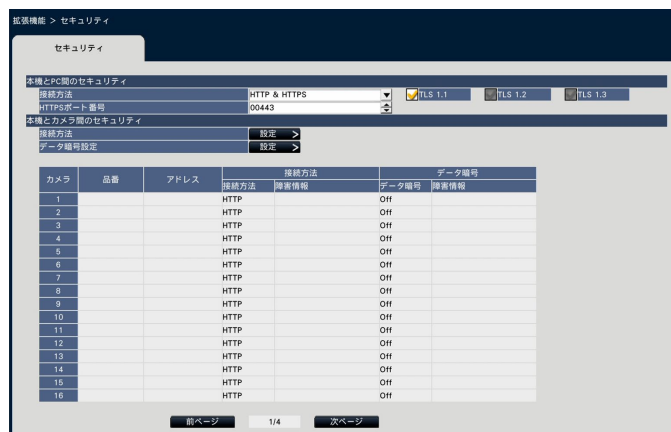 拡張機能 > セキュリティ
セキュリティ
本機とPC間のセキュリティ
接続方法 HTTP & HTTPS TLS 1.1 TLS 1.2 TLS 1.3
HTTPSポート番号 00443
本機とカメラ間のセキュリティ
接続方法 設定 >
データ暗号設定 設定 >
カメラ 品番 アドレス 接続方法 データ暗号
接続方法 障害情報 データ暗号 障害情報
1 HTTP Off
2 HTTP Off
3 HTTP Off
4 HTTP Off
5 HTTP Off
6 HTTP Off
7 HTTP Off
8 HTTP Off
9 HTTP Off
10 HTTP Off
11 HTTP Off
12 HTTP Off
13 HTTP Off
14 HTTP Off
15 HTTP Off
16 HTTP Off
前ページ 1/4 次ページ